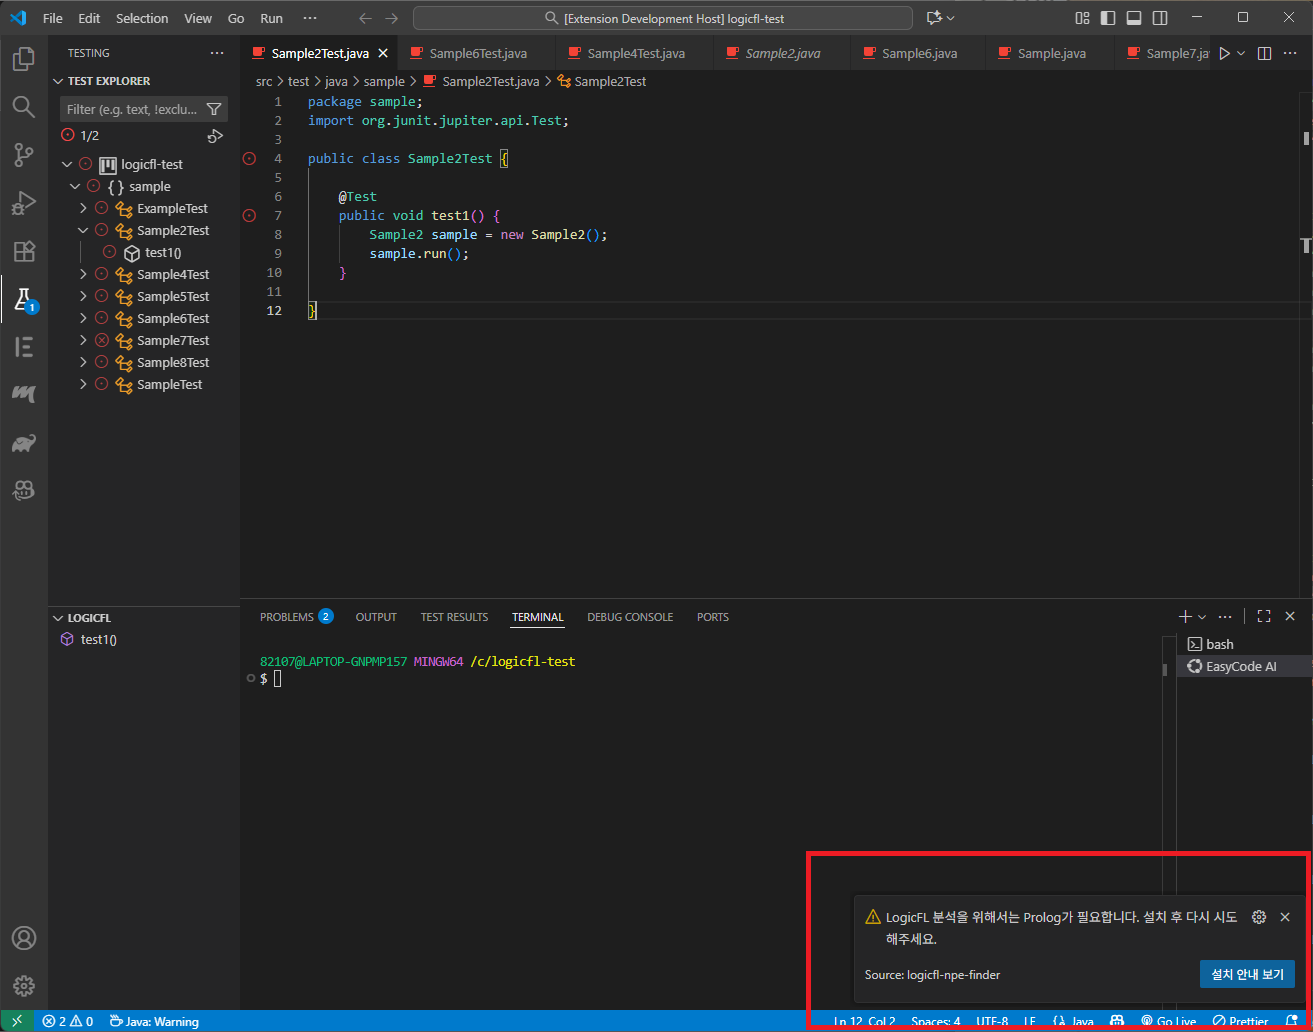 File Edit Selection View Go Run ···
[Extension Development Host] logicfl-test
TESTING ···
TEST EXPLORER
Filter (e.g. text, !exclu...
1/2
logicfl-test
{} sample
ExampleTest
Sample2Test
test1()
Sample4Test
Sample5Test
Sample6Test
Sample7Test
Sample8Test
SampleTest
1
LOGICFL
test1()
Sample2Test.java
Sample6Test.java
Sample4Test.java
Sample2.java
Sample6.java
Sample.java
Sample7.ja
src > test > java > sample > Sample2Test.java > Sample2Test
1 package sample;
2 import org.junit.jupiter.api.Test;
3
4 public class Sample2Test {
5
6 @Test
7 public void test1() {
8 Sample2 sample = new Sample2();
9 sample.run();
10 }
11
12 }
PROBLEMS 2 OUTPUT TEST RESULTS TERMINAL DEBUG CONSOLE PORTS
82107@LAPTOP-GNPMP157 MINGW64 /c/logicfl-test
$
bash
EasyCode AI
LogicFL 분석을 위해서는 Prolog가 필요합니다. 설치 후 다시 시도
해주세요.
Source: logicfl-npe-finder
설치 안내 보기
2 0 Java: Warning
Ln 12, Col 2 Spaces: 4 UTF-8 LF {} Java Go Live Prettier